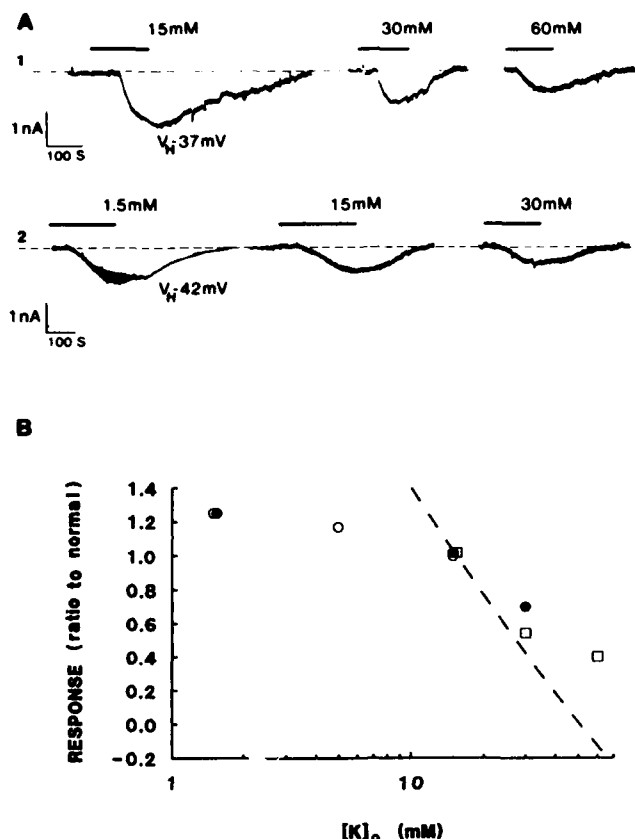 A
15mM 30mM 60mM
1
1nA
100 S
VH-37mV
1.5mM 15mM 30mM
2
1nA
100 S
VH-42mV
B
RESPONSE (ratio to normal)
1.4
1.2
1.0
0.8
0.6
0.4
0.2
0.0
-0.2
1 10
[K]o (mM)